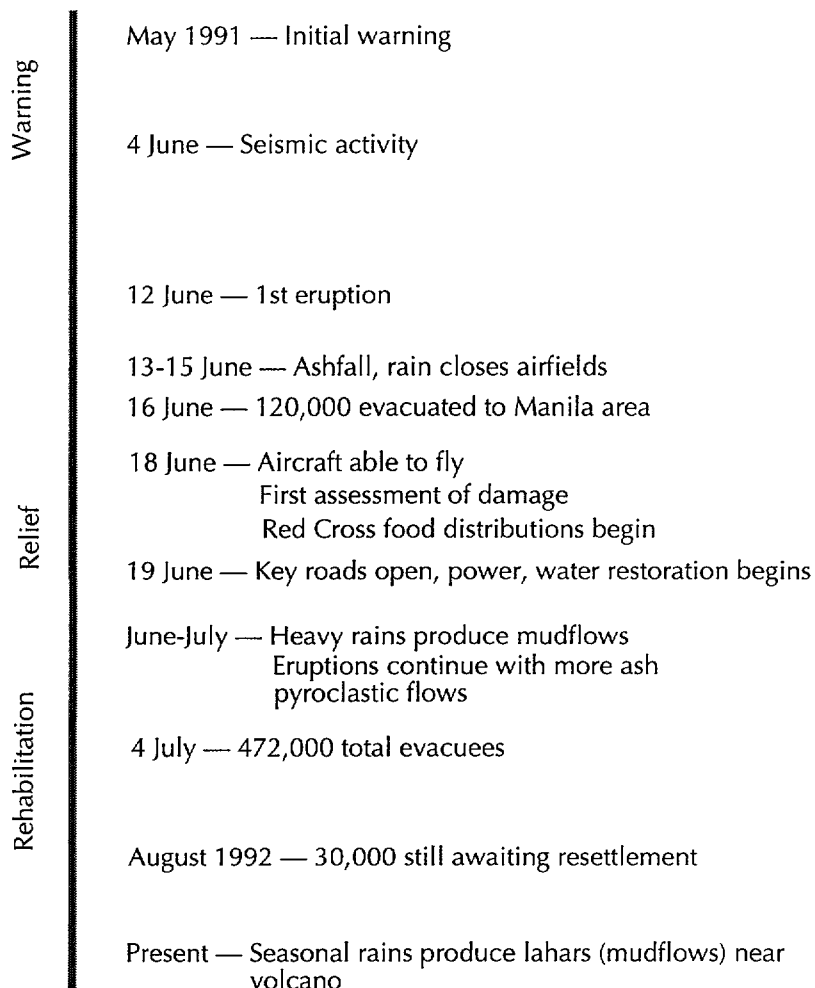 Warning
May 1991 — Initial warning
4 June — Seismic activity
12 June — 1st eruption
13-15 June — Ashfall, rain closes airfields
16 June — 120,000 evacuated to Manila area
Relief
18 June — Aircraft able to fly
First assessment of damage
Red Cross food distributions begin
19 June — Key roads open, power, water restoration begins
June-July — Heavy rains produce mudflows
Eruptions continue with more ash
pyroclastic flows
Rehabilitation
4 July — 472,000 total evacuees
August 1992 — 30,000 still awaiting resettlement
Present — Seasonal rains produce lahars (mudflows) near
volcano